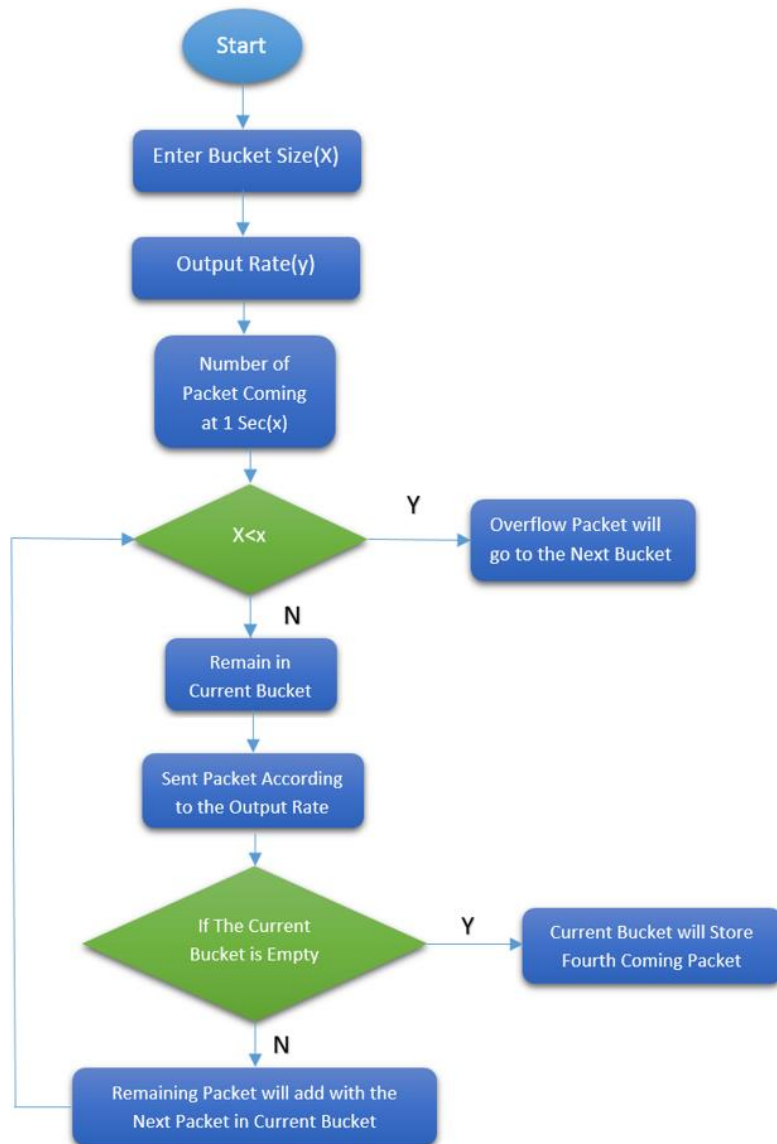 Start
Enter Bucket Size(X)
Output Rate(y)
Number of
Packet Coming
at 1 Sec(x)
X<x
Y
Overflow Packet will
go to the Next Bucket
N
Remain in
Current Bucket
Sent Packet According
to the Output Rate
If The Current
Bucket is Empty
Y
Current Bucket will Store
Fourth Coming Packet
N
Remaining Packet will add with the
Next Packet in Current Bucket